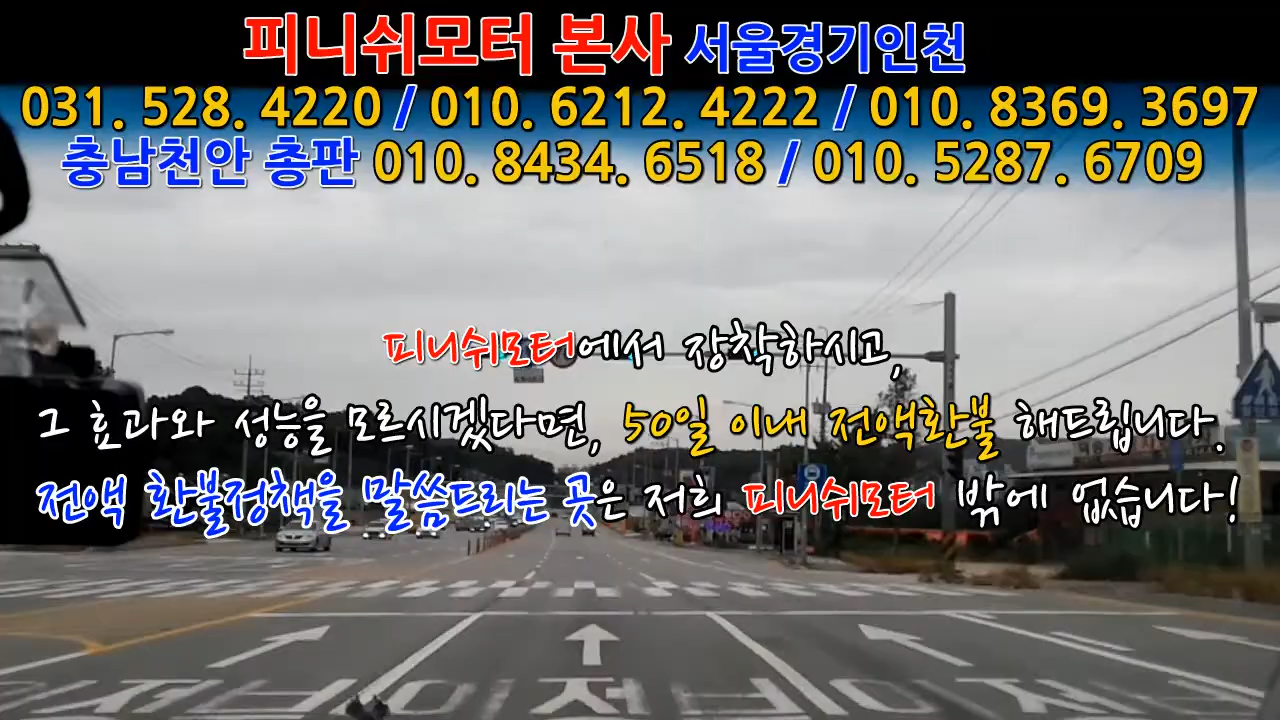 피니쉬모터 본사 서울경기인천
031. 528. 4220 / 010. 6212. 4222 / 010. 8369. 3697
충남천안 총판 010. 8434. 6518 / 010. 5287. 6709
피니쉬모터에서 장착하시고,
그 효과와 성능을 모르시겠다면, 50일 이내 전액환불 해드립니다.
전액 환불정책을 말씀드리는 곳은 저희 피니쉬모터 밖에 없습니다!